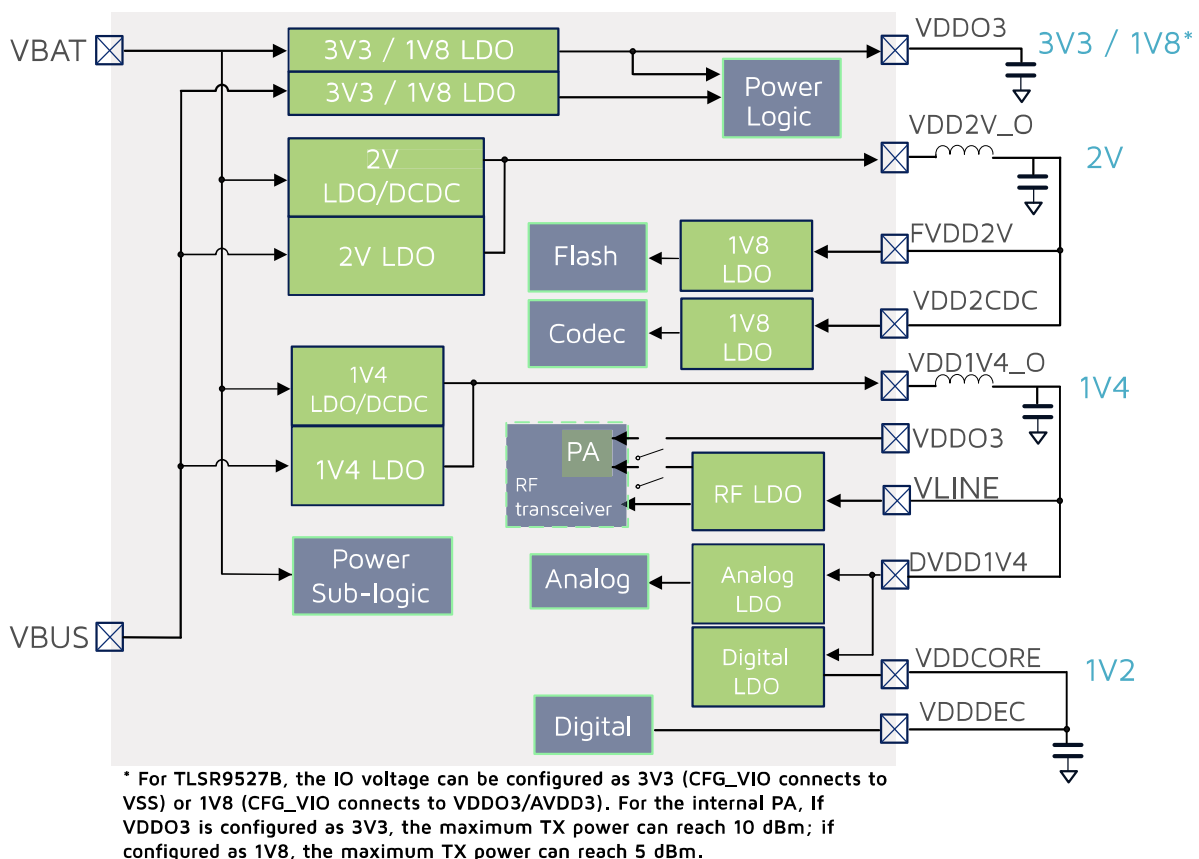 VBAT
3V3 / 1V8 LDO
3V3 / 1V8 LDO
Power
Logic
VDDO3
3V3 / 1V8*
2V
LDO/DCDC
2V LDO
VDD2V_O
2V
Flash
1V8
LDO
FVDD2V
Codec
1V8
LDO
VDD2CDC
1V4
LDO/DCDC
1V4 LDO
VDD1V4_O
1V4
PA
RF
transceiver
VDDO3
RF LDO
VLINE
Power
Sub-logic
Analog
Analog
LDO
DVDD1V4
VBUS
Digital
LDO
VDDCORE
1V2
Digital
VDDDEC
* For TLSR9527B, the IO voltage can be configured as 3V3 (CFG_VIO connects to
VSS) or 1V8 (CFG_VIO connects to VDDO3/AVDD3). For the internal PA, If
VDDO3 is configured as 3V3, the maximum TX power can reach 10 dBm; if
configured as 1V8, the maximum TX power can reach 5 dBm.